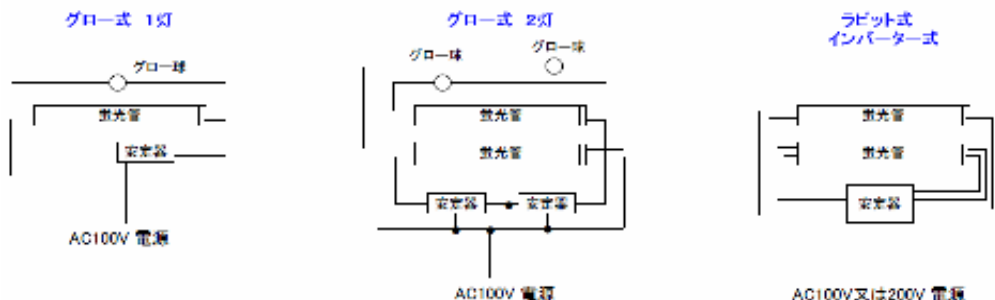 グロー式 1灯
グロー球
蛍光管
安定器
AC100V 電源
グロー式 2灯
グロー球
グロー球
蛍光管
蛍光管
安定器
安定器
AC100V 電源
ラピット式
インバーター式
蛍光管
蛍光管
安定器
AC100V又は200V 電源